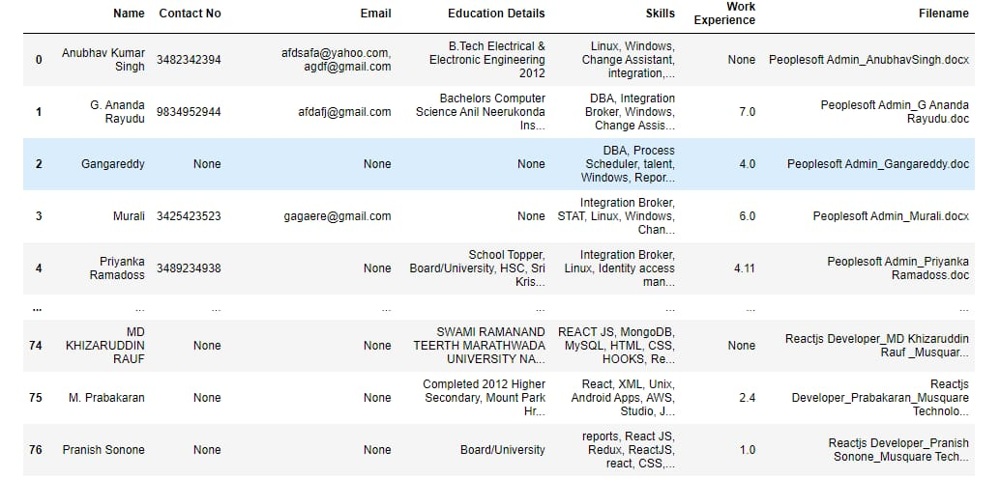 Name Contact No Email Education Details Skills Work Experience Filename
0 Anubhav Kumar Singh 3482342394 afdsafa@yahoo.com, agdf@gmail.com B.Tech Electrical & Electronic Engineering 2012 Linux, Windows, Change Assistant, integration,... None Peoplesoft Admin_AnubhavSingh.docx
1 G. Ananda Rayudu 9834952944 afdafj@gmail.com Bachelors Computer Science Anil Neerukonda Ins... DBA, Integration Broker, Windows, Change Assis... 7.0 Peoplesoft Admin_G Ananda Rayudu.doc
2 Gangareddy None None None DBA, Process Scheduler, talent, Windows, Repor... 4.0 Peoplesoft Admin_Gangareddy.doc
3 Murali 3425423523 gagaere@gmail.com None Integration Broker, STAT, Linux, Windows, Chan... 6.0 Peoplesoft Admin_Murali.docx
4 Priyanka Ramadoss 3489234938 None School Topper, Board/University, HSC, Sri Kris... Integration Broker, Linux, Identity access man... 4.11 Peoplesoft Admin_Priyanka Ramadoss.doc
... ... ... ... ... ... ... ...
74 MD KHIZARUDDIN RAUF None None SWAMI RAMANAND TEERTH MARATHWADA UNIVERSITY NA... REACT JS, MongoDB, MySQL, HTML, CSS, HOOKS, Re... None Reactjs Developer_MD Khizaruddin Rauf _Musquar...
75 M. Prabakaran None None Completed 2012 Higher Secondary, Mount Park Hr... React, XML, Unix, Android Apps, AWS, Studio, J... 2.4 Reactjs Developer_Prabakaran_Musquare Technolo...
76 Pranish Sonone None None Board/University reports, React JS, Redux, ReactJS, react, CSS,... 1.0 Reactjs Developer_Pranish Sonone_Musquare Tech...